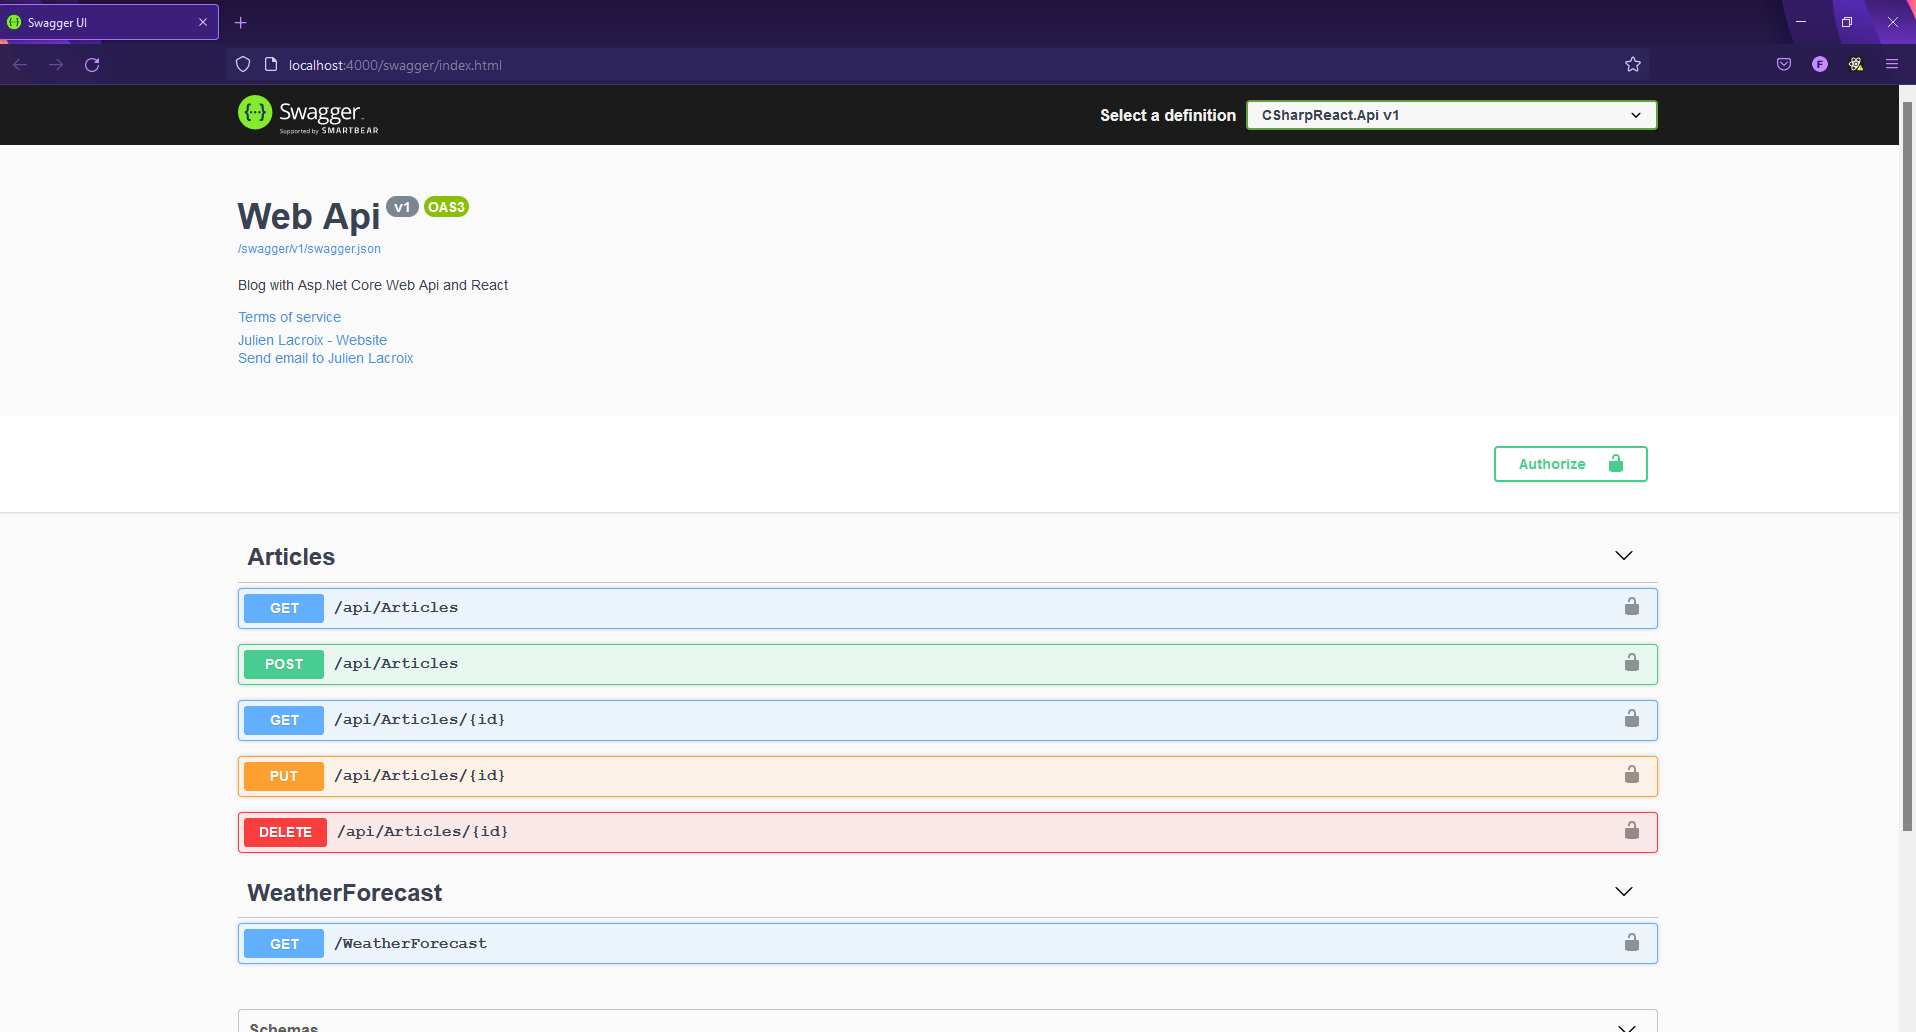 Swagger UI
localhost:4000/swagger/index.html
F
Swagger.
Supported by SMARTBEAR
Select a definition
CSharpReact.Api v1
Web Api v1 OAS3
/swagger/v1/swagger.json
Blog with Asp.Net Core Web Api and React
Terms of service
Julien Lacroix - Website
Send email to Julien Lacroix
Authorize
Articles
GET /api/Articles
POST /api/Articles
GET /api/Articles/{id}
PUT /api/Articles/{id}
DELETE /api/Articles/{id}
WeatherForecast
GET /WeatherForecast
Schemas